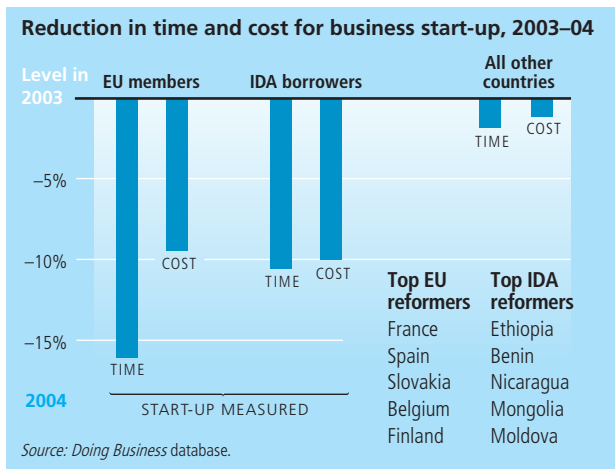 Reduction in time and cost for business start-up, 2003–04
Level in
2003
EU members
IDA borrowers
All other
countries
TIME
COST
–5%
–10%
–15%
COST
TIME
COST
TIME
2004
START-UP MEASURED
Top EU
reformers
France
Spain
Slovakia
Belgium
Finland
Top IDA
reformers
Ethiopia
Benin
Nicaragua
Mongolia
Moldova
Source: Doing Business database.